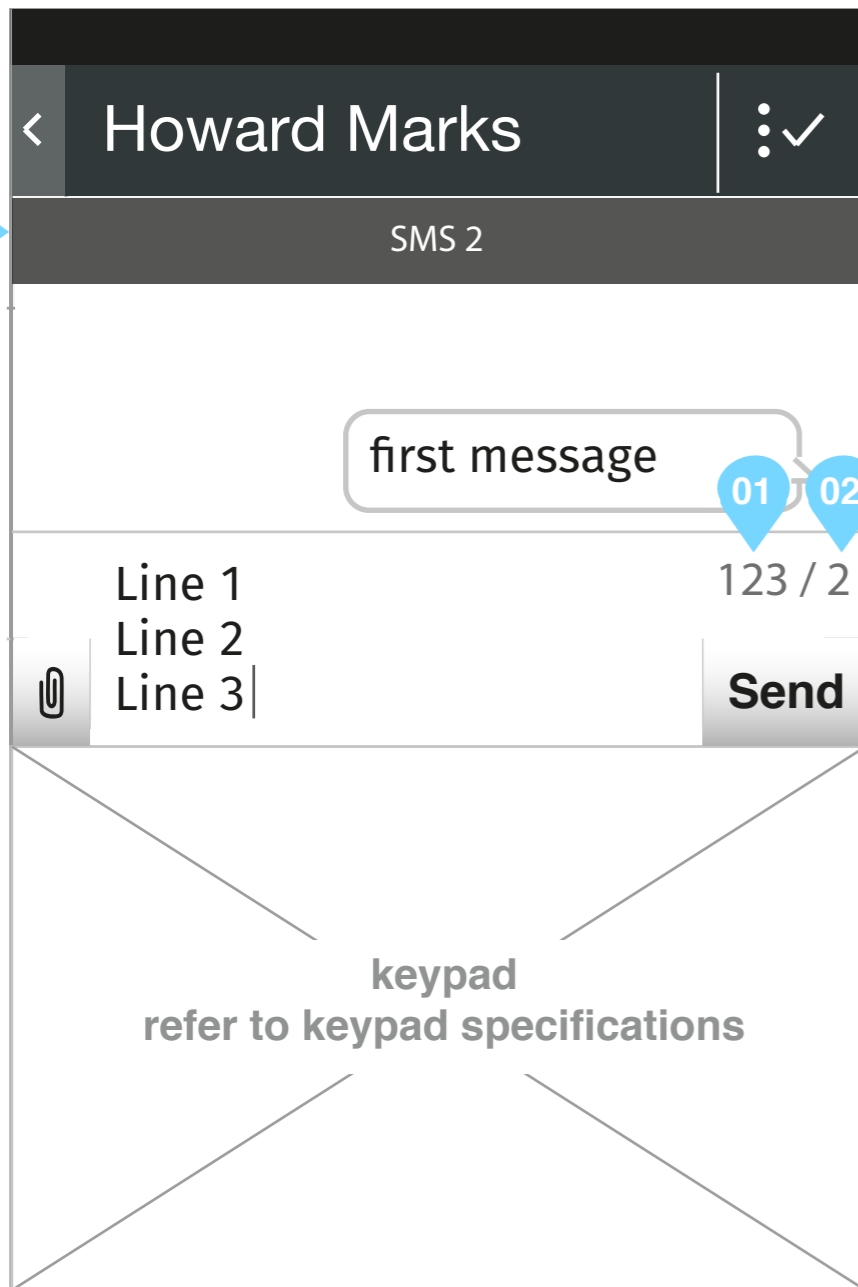 Howard Marks
SMS 2
first message
01 02
123 / 2
Line 1
Line 2
Line 3
Send
keypad
refer to keypad specifications